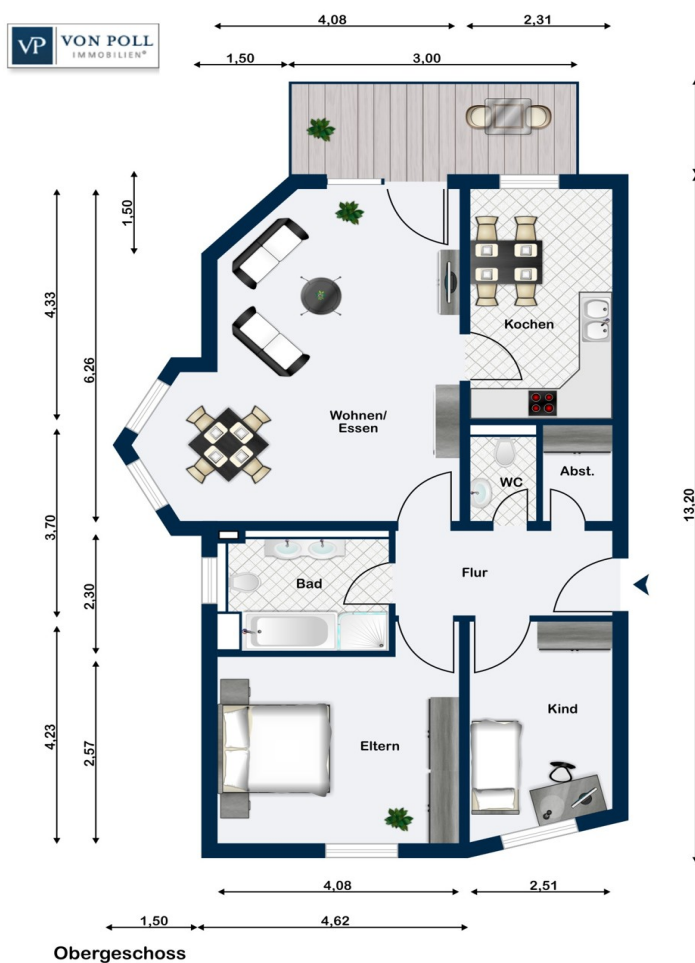 4,08
2,31
VP
VON POLL
IMMOBILIEN®
1,50
3,00
1,50
4,33
6,26
Kochen
Wohnen/
Essen
WC
Abst.
13,20
3,70
2,30
Bad
Flur
4,23
2,57
Kind
Eltern
4,08
2,51
1,50
4,62
Obergeschoss